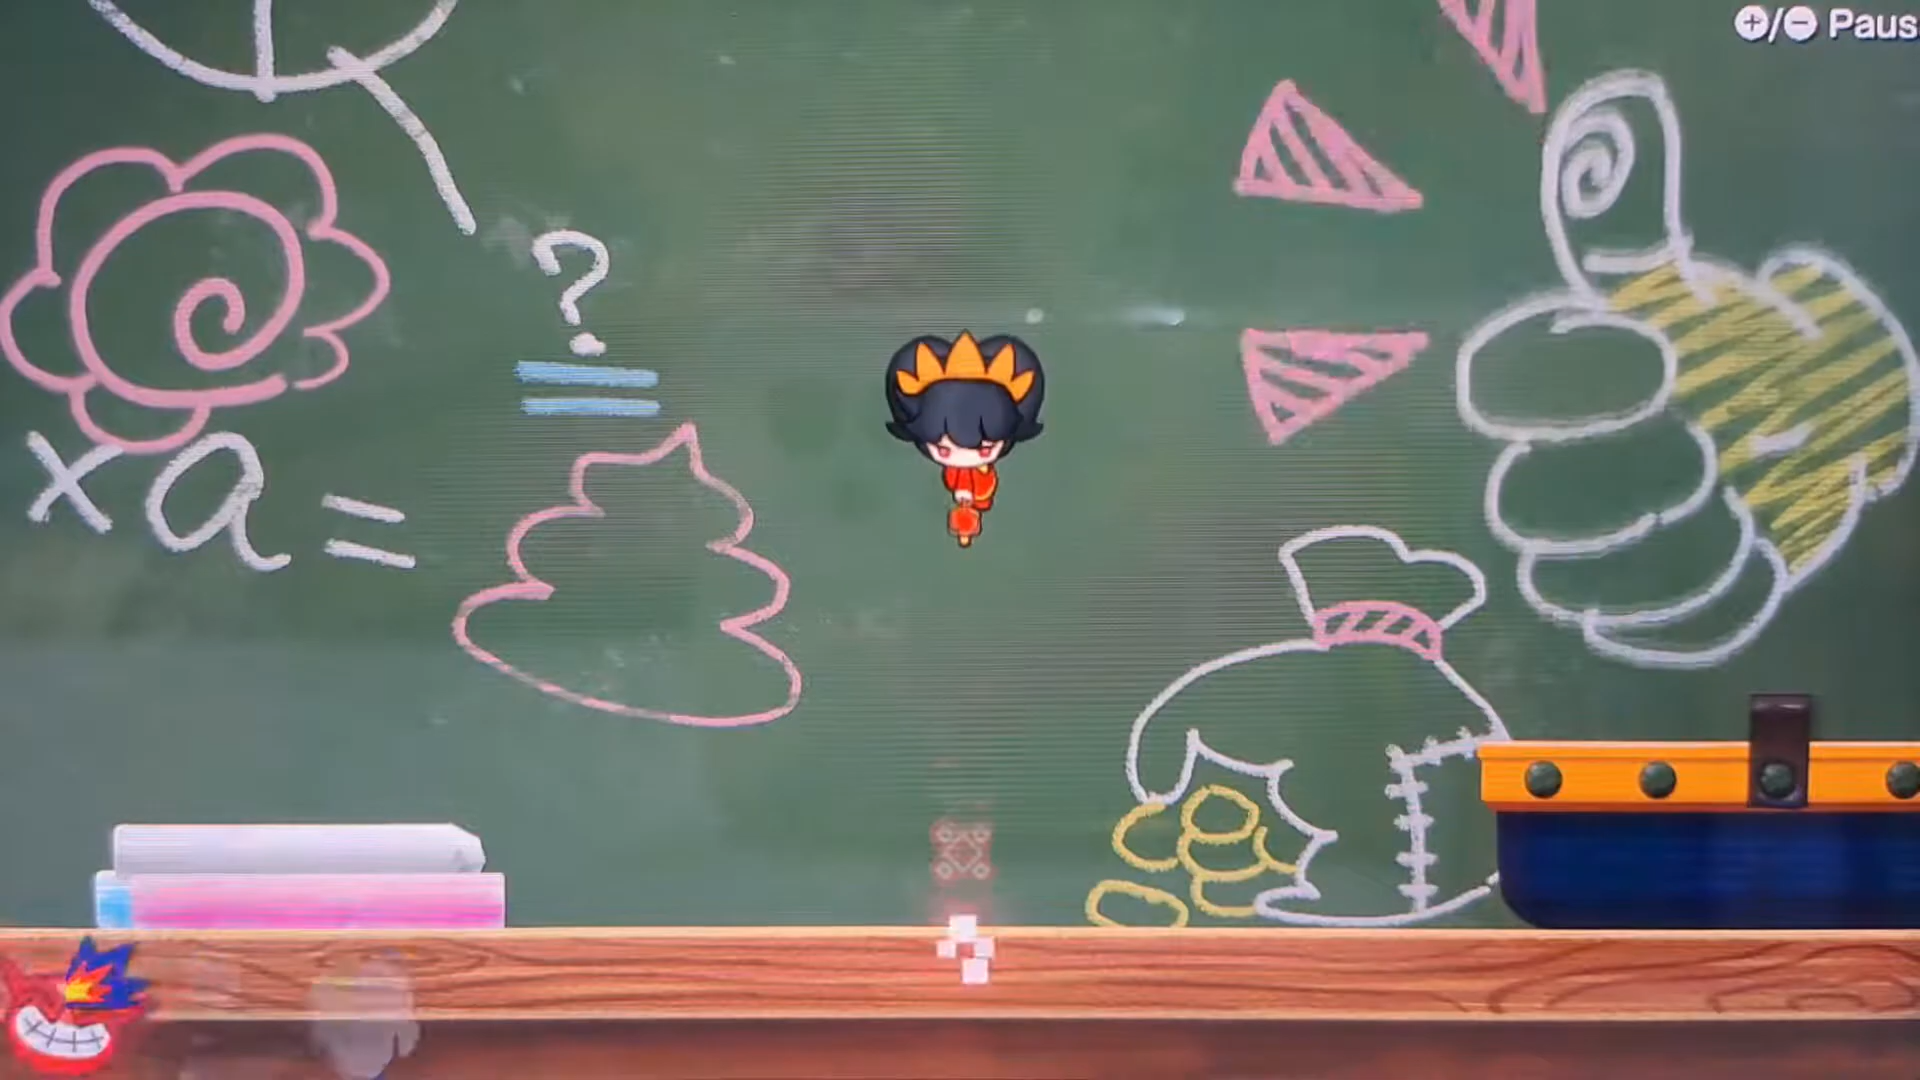 ⊕/⊖ Paus
?
=
xa =